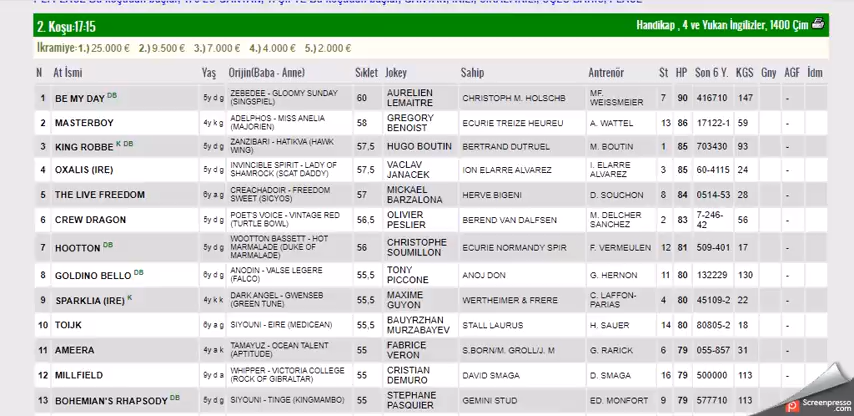 2. Koşu:17:15 Handikap , 4 ve Yukarı İngilizler, 1400 Çim
İkramiye:1.) 25.000 € 2.) 9.500 € 3.) 7.000 € 4.) 4.000 € 5.) 2.000 €
N At İsmi Yaş Orijin(Baba - Anne) Sıklet Jokey Sahip Antrenör St HP Son 6 Y. KGS Gny AGF İdm
1 BE MY DAY DB 5y d g ZEBEDEE - GLOOMY SUNDAY (SINGSPIEL) 60 AURELIEN LEMAITRE CHRISTOPH M. HOLSCHB MF. WEISSMEIER 7 90 416710 147 -
2 MASTERBOY 4y k g ADELPHOS - MISS ANELIA (MAJORIEN) 58 GREGORY BENOIST ECURIE TREIZE HEUREU A. WATTEL 13 86 17122-1 59 -
3 KING ROBBE K DB 5y d g ZANZIBARI - HATIKVA (HAWK WING) 57,5 HUGO BOUTIN BERTRAND DUTRUEL M. BOUTIN 1 85 703430 93 -
4 OXALIS (IRE) 5y d g INVINCIBLE SPIRIT - LADY OF SHAMROCK (SCAT DADDY) 57,5 VACLAV JANACEK ION ELARRE ALVAREZ I. ELARRE ALVAREZ 3 85 60-4115 24 -
5 THE LIVE FREEDOM 6y a g CREACHADOIR - FREEDOM SWEET (SICYOS) 57 MICKAEL BARZALONA HERVE BIGENI D. SOUCHON 8 84 0514-53 28 -
6 CREW DRAGON 5y d g POET'S VOICE - VINTAGE RED (TURTLE BOWL) 56,5 OLIVIER PESLIER BEREND VAN DALFSEN M. DELCHER SANCHEZ 2 83 7-246-42 56 -
7 HOOTTON DB 5y d g WOOTTON BASSETT - HOT MARMALADE (DUKE OF MARMALADE) 56 CHRISTOPHE SOUMILLON ECURIE NORMANDY SPIR F. VERMEULEN 12 81 509-401 17 -
8 GOLDINO BELLO DB 6y d g ANODIN - VALSE LEGERE (FALCO) 55,5 TONY PICCONE ANOJ DON G. HERNON 11 80 132229 130 -
9 SPARKLIA (IRE) K 4y k k DARK ANGEL - GWENSEB (GREEN TUNE) 55,5 MAXIME GUYON WERTHEIMER & FRERE C. LAFFON-PARIAS 4 80 45109-2 22 -
10 TOIJK 6y a g SIYOUNI - EIRE (MEDICEAN) 55,5 BAUYRZHAN MURZABAYEV STALL LAURUS H. SAUER 14 80 80805-2 18 -
11 AMEERA 4y a k TAMAYUZ - OCEAN TALENT (APTITUDE) 55 FABRICE VERON S.BORN/M. GROLL/J. M G. RARICK 6 79 055-857 31 -
12 MILLFIELD 9y d a WHIPPER - VICTORIA COLLEGE (ROCK OF GIBRALTAR) 55 CRISTIAN DEMURO DAVID SMAGA D. SMAGA 16 79 500000 113 -
13 BOHEMIAN'S RHAPSODY DB 5y d g SIYOUNI - TINGE (KINGMAMBO) 55 STEPHANE PASQUIER GEMINI STUD ED. MONFORT 9 79 577710 113 -
Screenpresso .com